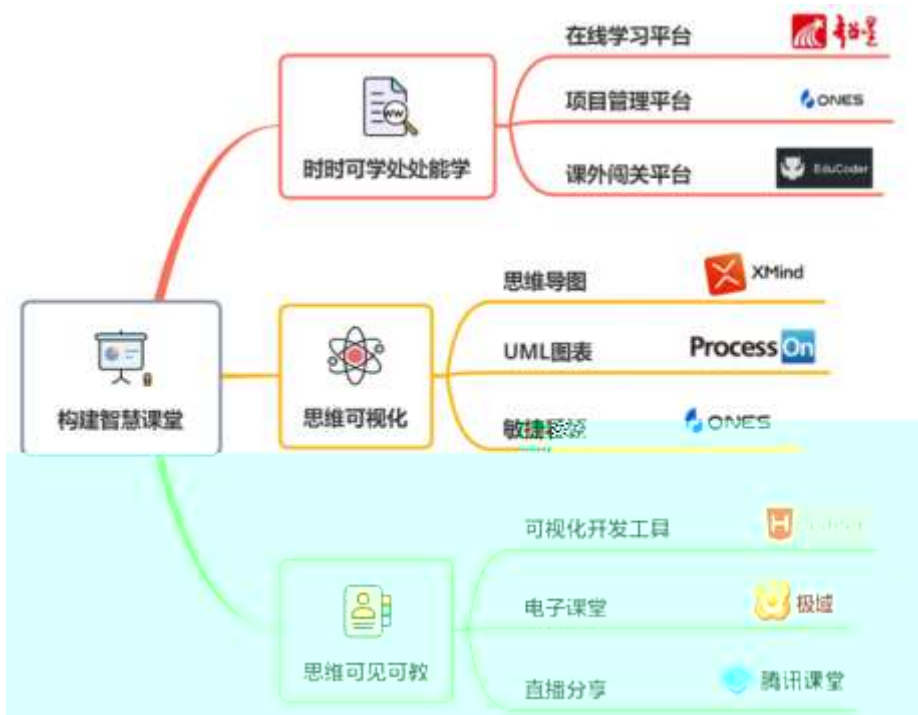 在线学习平台
项目管理平台
ONES
课外闯关平台
EduCoder
时时可学处处能学
思维导图
XMind
UML图表
ProcessOn
敏捷
ONES
构建智慧课堂
思维可视化
可视化开发工具
H
电子课堂
极域
直播分享
腾讯课堂
思维可见可教